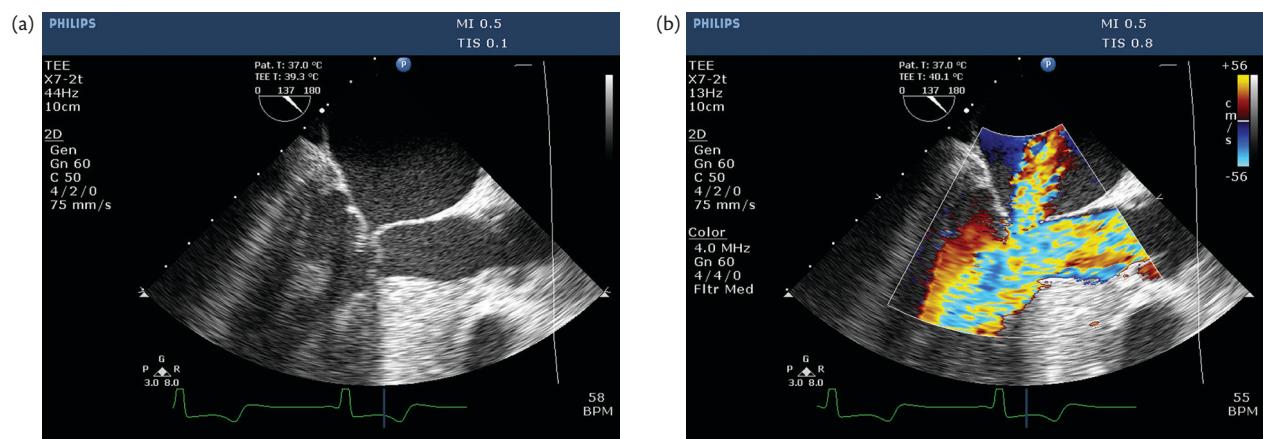 (a)
PHILIPS
MI 0.5
TIS 0.1
TEE
X7-2t
44Hz
10cm
Pat. T: 37.0 °C
TEE T: 39.3 °C
0 137 180
P
2D
Gen
Gn 60
C 50
4/2/0
75 mm/s
G
P R
3.0 8.0
58
BPM
(b)
PHILIPS
MI 0.5
TIS 0.8
TEE
X7-2t
13Hz
10cm
Pat. T: 37.0 °C
TEE T: 40.1 °C
0 137 180
P
+56
cm/s
-56
2D
Gen
Gn 60
C 50
4/2/0
75 mm/s
Color
4.0 MHz
Gn 60
4/4/0
Fltr Med
G
P R
3.0 8.0
55
BPM